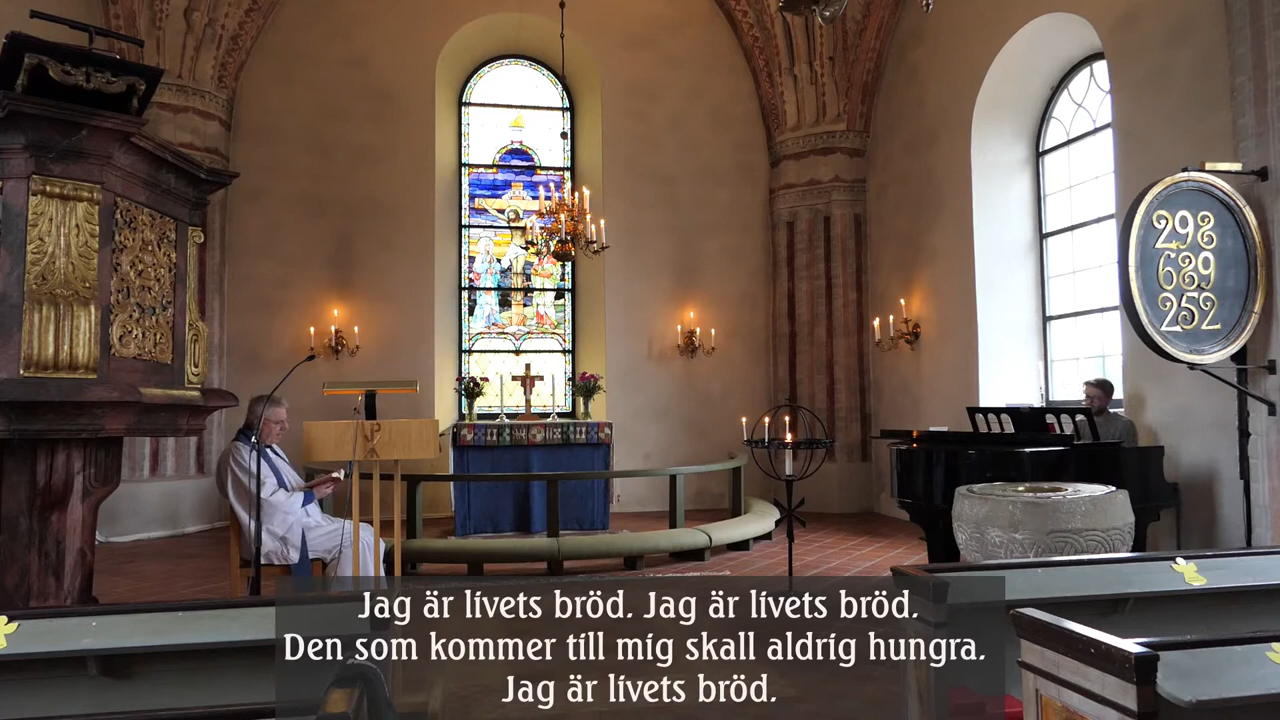 298
689
252
Jag är livets bröd. Jag är livets bröd.
Den som kommer till mig skall aldrig hungra.
Jag är livets bröd.